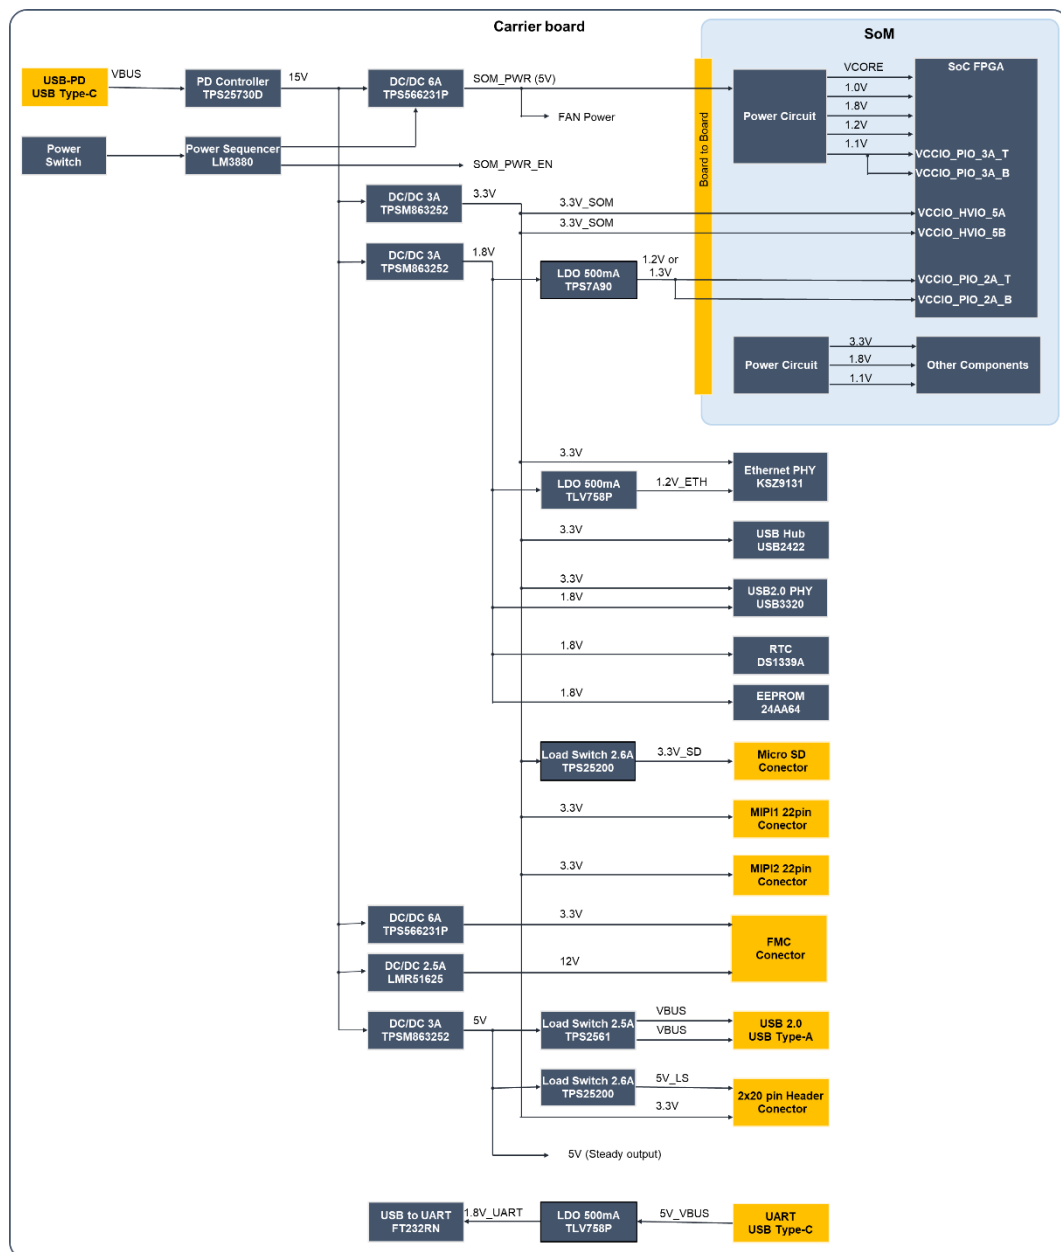 Carrier board
SoM
USB-PD
USB Type-C
VBUS
PD Controller
TPS25730D
15V
DC/DC 6A
TPS566231P
SOM_PWR (5V)
FAN Power
Power
Switch
Power Sequencer
LM3880
SOM_PWR_EN
Board to Board
Power Circuit
VCORE
1.0V
1.8V
1.2V
1.1V
SoC FPGA
VCCIO_PIO_3A_T
VCCIO_PIO_3A_B
VCCIO_HVIO_5A
VCCIO_HVIO_5B
VCCIO_PIO_2A_T
VCCIO_PIO_2A_B
DC/DC 3A
TPSM863252
3.3V
3.3V_SOM
3.3V_SOM
DC/DC 3A
TPSM863252
1.8V
LDO 500mA
TPS7A90
1.2V or
1.3V
Power Circuit
3.3V
1.8V
1.1V
Other Components
3.3V
LDO 500mA
TLV758P
1.2V_ETH
Ethernet PHY
KSZ9131
3.3V
USB Hub
USB2422
3.3V
1.8V
USB2.0 PHY
USB3320
1.8V
RTC
DS1339A
1.8V
EEPROM
24AA64
Load Switch 2.6A
TPS25200
3.3V_SD
Micro SD
Conector
3.3V
MIPI1 22pin
Conector
3.3V
MIPI2 22pin
Conector
DC/DC 6A
TPS566231P
3.3V
FMC
Conector
DC/DC 2.5A
LMR51625
12V
DC/DC 3A
TPSM863252
5V
Load Switch 2.5A
TPS2561
VBUS
VBUS
USB 2.0
USB Type-A
Load Switch 2.6A
TPS25200
5V_LS
3.3V
2x20 pin Header
Conector
5V (Steady output)
USB to UART
FT232RN
1.8V_UART
LDO 500mA
TLV758P
5V_VBUS
UART
USB Type-C